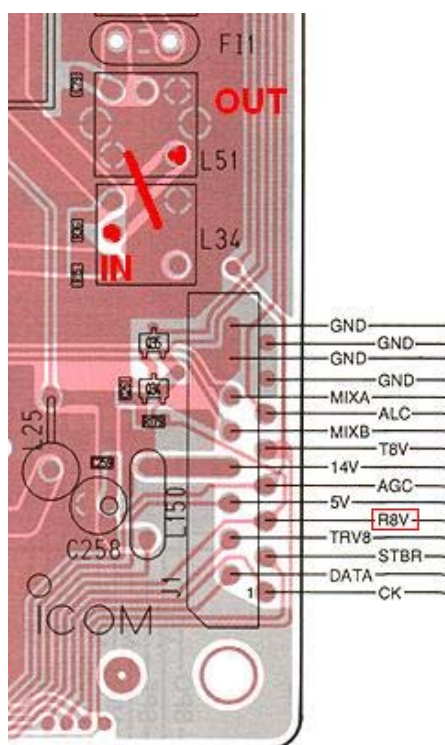 FI1
OUT
L51
L34
IN
GND
GND
GND
GND
MIXA
ALC
MIXB
T8V
14V
AGC
5V
R8V
TRV8
STBR
DATA
CK
L25
L150
C258
J1
1
ICOM